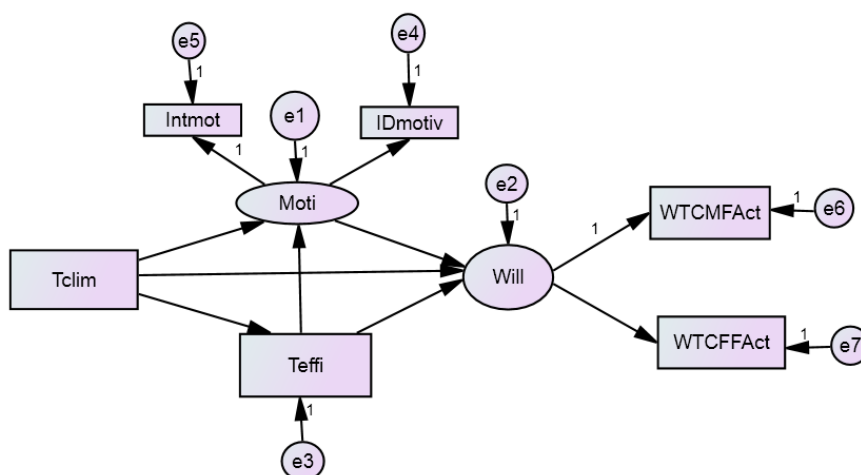 e5
e4
1
1
Intmot
e1
IDmotiv
1
1
Moti
e2
1
WTCMFAct
1
e6
1
Tclim
Will
Teffi
WTCFFAct
1
e7
1
e3